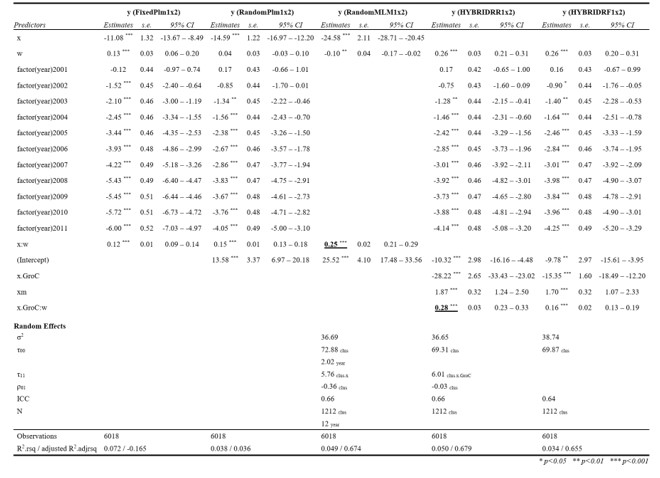 y (FixedPlm1x2) y (RandomPlm1x2) y (RandomMLM1x2) y (HYBRIDRR1x2) y (HYBRIDRF1x2)
Predictors Estimates s.e. 95% CI Estimates s.e. 95% CI Estimates s.e. 95% CI Estimates s.e. 95% CI Estimates s.e. 95% CI
x -11.08 *** 1.32 -13.67 – -8.49 -14.59 *** 1.22 -16.97 – -12.20 -24.58 *** 2.11 -28.71 – -20.45
w 0.13 *** 0.03 0.06 – 0.20 0.04 0.03 -0.03 – 0.10 -0.10 ** 0.04 -0.17 – -0.02 0.26 *** 0.03 0.21 – 0.31 0.26 *** 0.03 0.20 – 0.31
factor(year)2001 -0.12 0.44 -0.97 – 0.74 0.17 0.43 -0.66 – 1.01 0.17 0.42 -0.65 – 1.00 0.16 0.43 -0.67 – 0.99
factor(year)2002 -1.52 *** 0.45 -2.40 – -0.64 -0.85 0.44 -1.70 – 0.01 -0.75 0.43 -1.60 – 0.09 -0.90 * 0.44 -1.76 – -0.05
factor(year)2003 -2.10 *** 0.46 -3.00 – -1.19 -1.34 ** 0.45 -2.22 – -0.46 -1.28 ** 0.44 -2.15 – -0.41 -1.40 ** 0.45 -2.28 – -0.53
factor(year)2004 -2.45 *** 0.46 -3.34 – -1.55 -1.56 *** 0.44 -2.43 – -0.70 -1.46 *** 0.44 -2.31 – -0.60 -1.64 *** 0.44 -2.51 – -0.78
factor(year)2005 -3.44 *** 0.46 -4.35 – -2.53 -2.38 *** 0.45 -3.26 – -1.50 -2.42 *** 0.44 -3.29 – -1.56 -2.46 *** 0.45 -3.33 – -1.59
factor(year)2006 -3.93 *** 0.48 -4.86 – -2.99 -2.67 *** 0.46 -3.57 – -1.78 -2.85 *** 0.45 -3.73 – -1.96 -2.84 *** 0.46 -3.74 – -1.95
factor(year)2007 -4.22 *** 0.49 -5.18 – -3.26 -2.86 *** 0.47 -3.77 – -1.94 -3.01 *** 0.46 -3.92 – -2.11 -3.01 *** 0.47 -3.92 – -2.09
factor(year)2008 -5.43 *** 0.49 -6.40 – -4.47 -3.83 *** 0.47 -4.75 – -2.91 -3.92 *** 0.46 -4.82 – -3.01 -3.98 *** 0.47 -4.90 – -3.07
factor(year)2009 -5.45 *** 0.51 -6.44 – -4.46 -3.67 *** 0.48 -4.61 – -2.73 -3.73 *** 0.47 -4.65 – -2.80 -3.84 *** 0.48 -4.78 – -2.91
factor(year)2010 -5.72 *** 0.51 -6.73 – -4.72 -3.76 *** 0.48 -4.71 – -2.82 -3.88 *** 0.48 -4.81 – -2.94 -3.96 *** 0.48 -4.90 – -3.01
factor(year)2011 -6.00 *** 0.52 -7.03 – -4.97 -4.05 *** 0.49 -5.00 – -3.10 -4.14 *** 0.48 -5.08 – -3.20 -4.25 *** 0.49 -5.20 – -3.29
x:w 0.12 *** 0.01 0.09 – 0.14 0.15 *** 0.01 0.13 – 0.18 0.25 *** 0.02 0.21 – 0.29
(Intercept) 13.58 *** 3.37 6.97 – 20.18 25.52 *** 4.10 17.48 – 33.56 -10.32 *** 2.98 -16.16 – -4.48 -9.78 ** 2.97 -15.61 – -3.95
x.GroC -28.22 *** 2.65 -33.43 – -23.02 -15.35 *** 1.60 -18.49 – -12.20
xm 1.87 *** 0.32 1.24 – 2.50 1.70 *** 0.32 1.07 – 2.33
x.GroC:w 0.28 *** 0.03 0.23 – 0.33 0.16 *** 0.02 0.13 – 0.19
Random Effects
σ2 36.69 36.65 38.74
τ00 72.88 clus 69.31 clus 69.87 clus
2.02 year
τ11 5.76 clus.x 6.01 clus.x.GroC
ρ01 -0.36 clus -0.03 clus
ICC 0.66 0.66 0.64
N 1212 clus 1212 clus 1212 clus
12 year
Observations 6018 6018 6018 6018 6018
R2.rsq / adjusted R2.adjrsq 0.072 / -0.165 0.038 / 0.036 0.049 / 0.674 0.050 / 0.679 0.034 / 0.655
* p<0.05 ** p<0.01 *** p<0.001